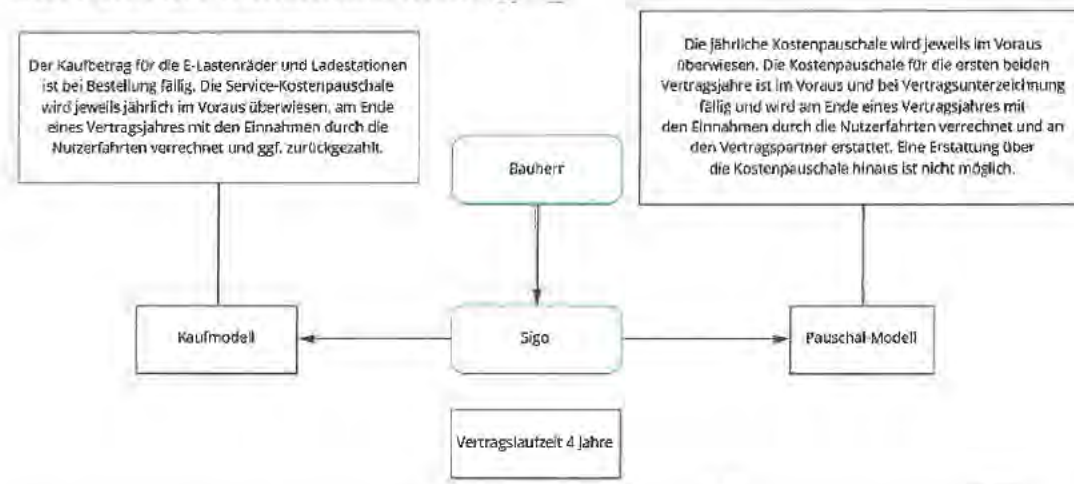 Der Kaufbetrag für die E-Lastenräder und Ladestationen
ist bei Bestellung fällig. Die Service-Kostenpauschale
wird jeweils jährlich im Voraus überwiesen, am Ende
eines Vertragsjahres mit den Einnahmen durch die
Nutzerfahrten verrechnet und ggf. zurückgezahlt.
Die jährliche Kostenpauschale wird jeweils im Voraus
überwiesen. Die Kostenpauschale für die ersten beiden
Vertragsjahre ist im Voraus und bei Vertragsunterzeichnung
fällig und wird am Ende eines Vertragsjahres mit
den Einnahmen durch die Nutzerfahrten verrechnet und an
den Vertragspartner erstattet. Eine Erstattung über
die Kostenpauschale hinaus ist nicht möglich.
Bauherr
Kaufmodell
Sigo
Pauschal-Modell
Vertragslaufzeit 4 Jahre